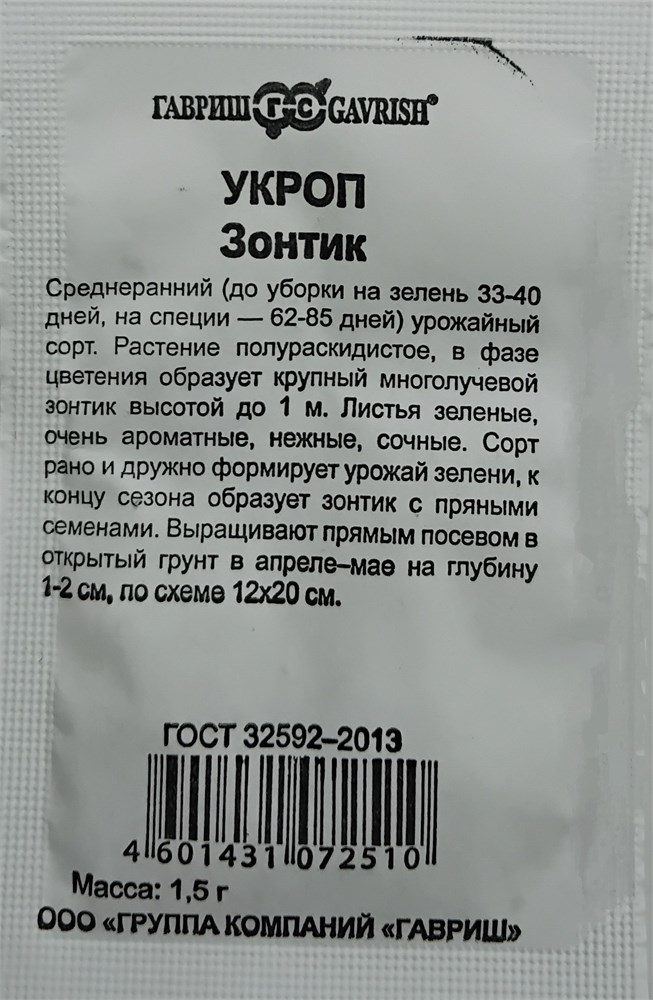 ГАВРИШ ГС GAVRISH®
УКРОП
Зонтик
Среднеранний (до уборки на зелень 33-40
дней, на специи — 62-85 дней) урожайный
сорт. Растение полураскидистое, в фазе
цветения образует крупный многолучевой
зонтик высотой до 1 м. Листья зеленые,
очень ароматные, нежные, сочные. Сорт
рано и дружно формирует урожай зелени, к
концу сезона образует зонтик с пряными
семенами. Выращивают прямым посевом в
открытый грунт в апреле–мае на глубину
1-2 см, по схеме 12х20 см.
ГОСТ 32592–2013
4 601431 072510
Масса: 1,5 г
ООО «ГРУППА КОМПАНИЙ «ГАВРИШ»